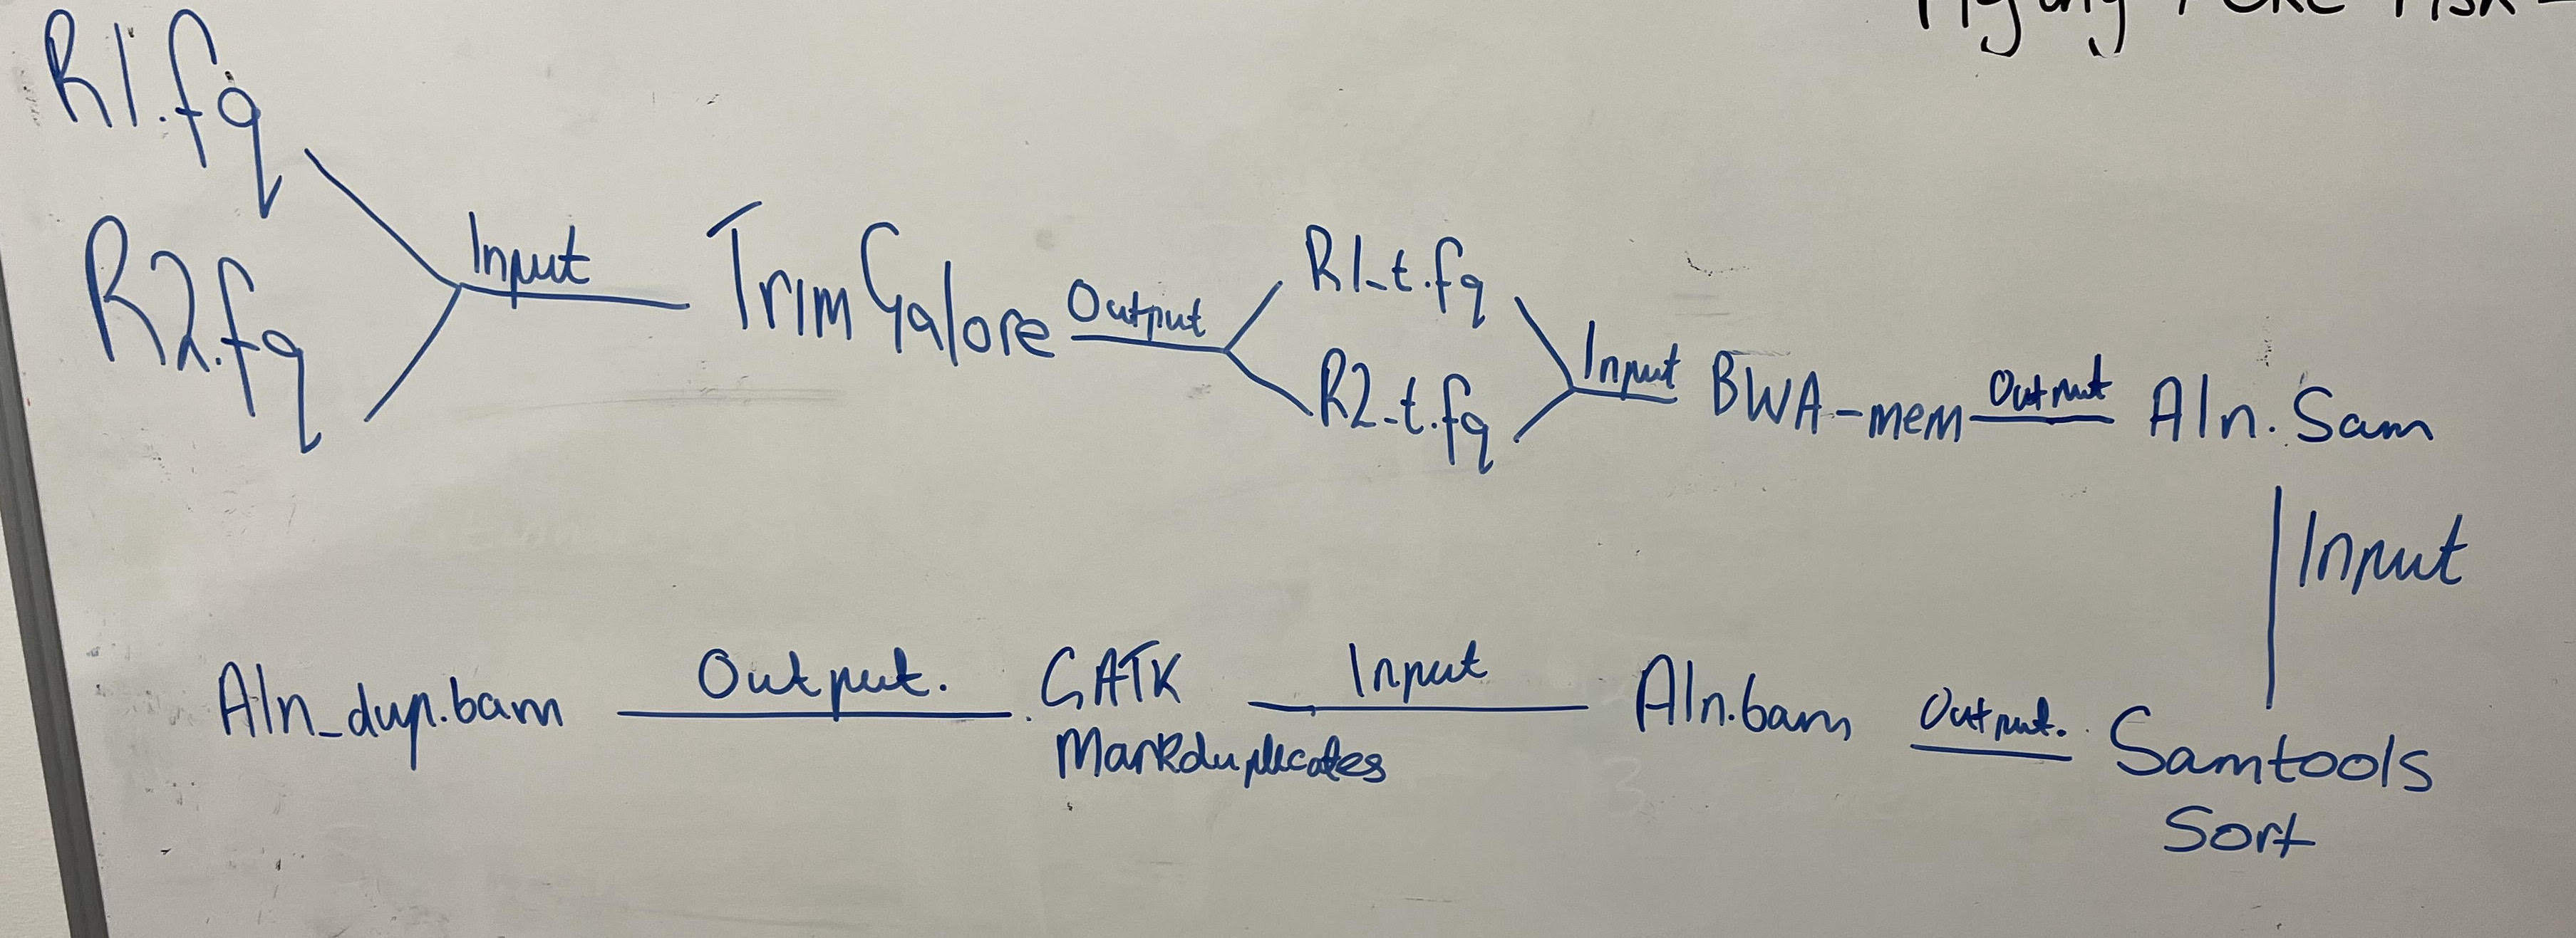 R1.fq
R2.fq
Input
TrimGalore
Output
R1_t.fq
R2_t.fq
Input
BWA-mem
Output
Aln.Sam
Input
Samtools
Sort
Output.
Aln.bam
Input
GATK
Markduplicates
Output.
Aln_dup.bam